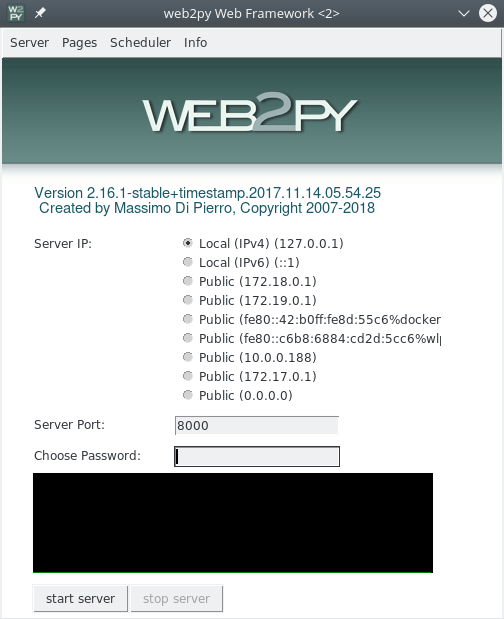 WEB2PY
web2py Web Framework <2>
Server Pages Scheduler Info
WEB2PY
Version 2.16.1-stable+timestamp.2017.11.14.05.54.25
Created by Massimo Di Pierro, Copyright 2007-2018
Server IP:
Local (IPv4) (127.0.0.1)
Local (IPv6) (::1)
Public (172.18.0.1)
Public (172.19.0.1)
Public (fe80::42:b0ff:fe8d:55c6%docker
Public (fe80::c6b8:6884:cd2d:5cc6%wl
Public (10.0.0.188)
Public (172.17.0.1)
Public (0.0.0.0)
Server Port: 8000
Choose Password:
start server stop server